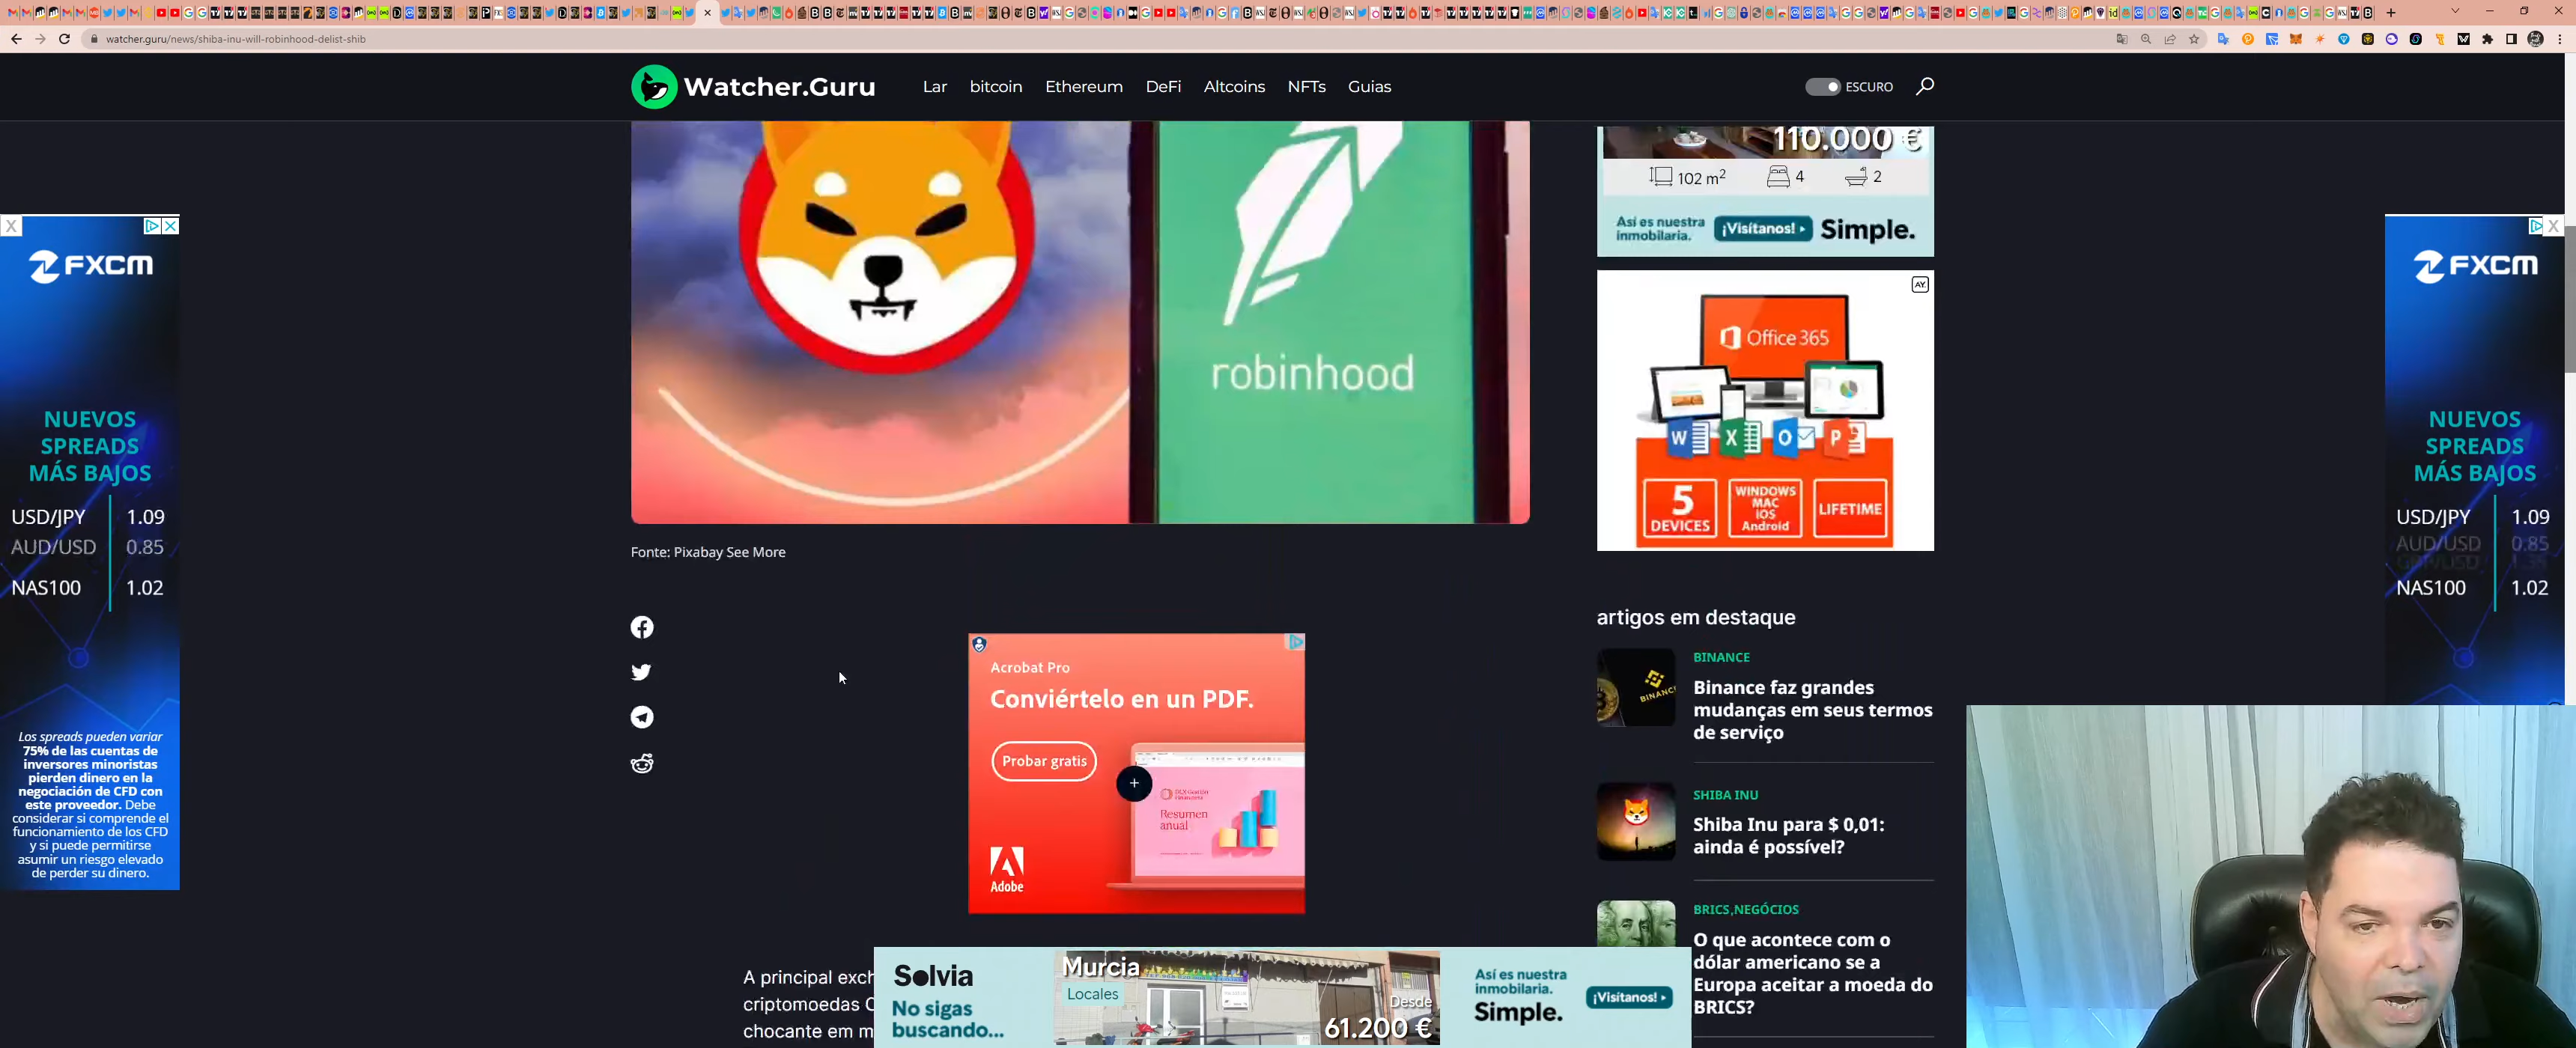 watcher.guru/news/shiba-inu-will-robinhood-delist-shib
Watcher.Guru
Lar
bitcoin
Ethereum
DeFi
Altcoins
NFTs
Guias
ESCURO
X
FXCM
NUEVOS
SPREADS
MÁS BAJOS
USD/JPY 1.09
AUD/USD 0.85
NAS100 1.02
Los spreads pueden variar
75% de las cuentas de
inversores minoristas
pierden dinero en la
negociación de CFD con
este proveedor. Debe
considerar si comprende el
funcionamiento de los CFD
y si puede permitirse
asumir un riesgo elevado
de perder su dinero.
robinhood
Fonte: Pixabay See More
Acrobat Pro
Conviértelo en un PDF.
Probar gratis
Resumen
anual
Adobe
A principal exch
criptomoedas C
chocante em m
Solvia
No sigas
buscando...
Murcia
Locales
Desde
61.200 €
Así es nuestra
inmobiliaria.
Simple.
¡Visítanos!
110.000 €
102 m²
4
2
Así es nuestra
inmobiliaria.
¡Visítanos!
Simple.
AY.
Office 365
W
X
O
P
5
DEVICES
WINDOWS
MAC
iOS
Android
LIFETIME
artigos em destaque
BINANCE
Binance faz grandes
mudanças em seus termos
de serviço
SHIBA INU
Shiba Inu para $ 0,01:
ainda é possível?
BRICS,NEGÓCIOS
O que acontece com o
dólar americano se a
Europa aceitar a moeda do
BRICS?
X
FXCM
NUEVOS
SPREADS
MÁS BAJOS
USD/JPY 1.09
AUD/USD 0.85
NAS100 1.02